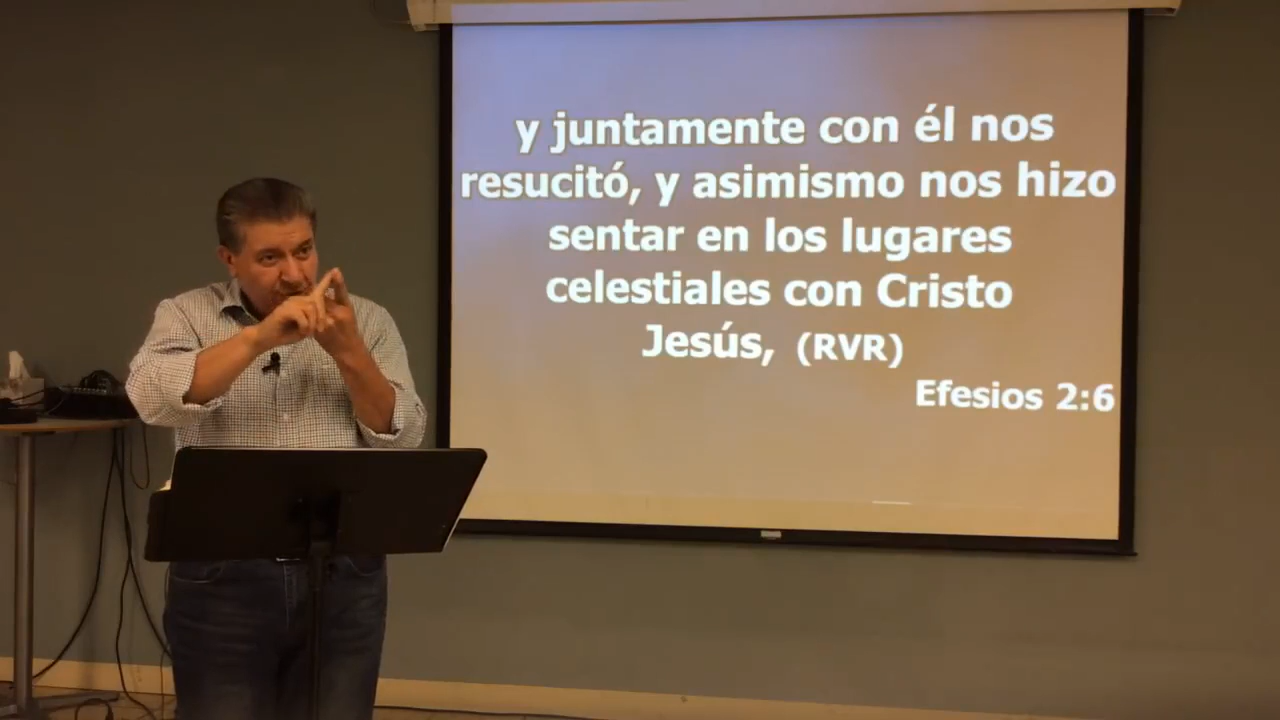 y juntamente con él nos
resucitó, y asimismo nos hizo
sentar en los lugares
celestiales con Cristo
Jesús, (RVR)
Efesios 2:6